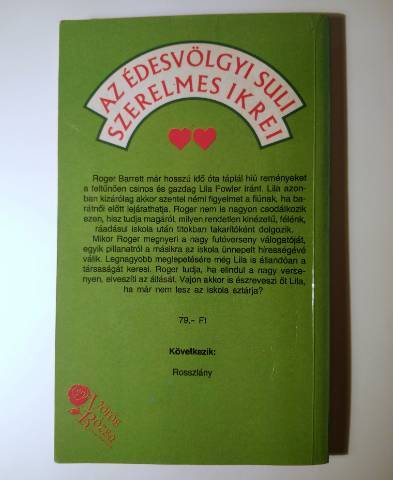 AZ ÉDESVÖLGYI SULI
SZERELMES IKREI
Roger Barrett már hosszú idő óta táplál hiú reményeket
a feltűnően csinos és gazdag Lila Fowler iránt. Lila azon-
ban kizárólag akkor szentel némi figyelmet a fiúnak, ha ba-
rátnői előtt lejárathatja. Roger nem is nagyon csodálkozik
ezen, hisz tudja magáról, milyen rendetlen kinézetű, félénk,
ráadásul iskola után titokban takarítóként dolgozik.
Mikor Roger megnyeri a nagy futóverseny válogatóját,
egyik pillanatról a másikra az iskola ünnepelt hírességévé
válik. Legnagyobb meglepetésére még Lila is állandóan a
társaságát keresi. Roger tudja, ha elindul a nagy verse-
nyen, elveszíti az állását. Vajon akkor is észreveszi őt Lila,
ha már nem lesz az iskola sztárja?
79,– Ft
Következik:
Rosszlány
Vörös
Rózsa